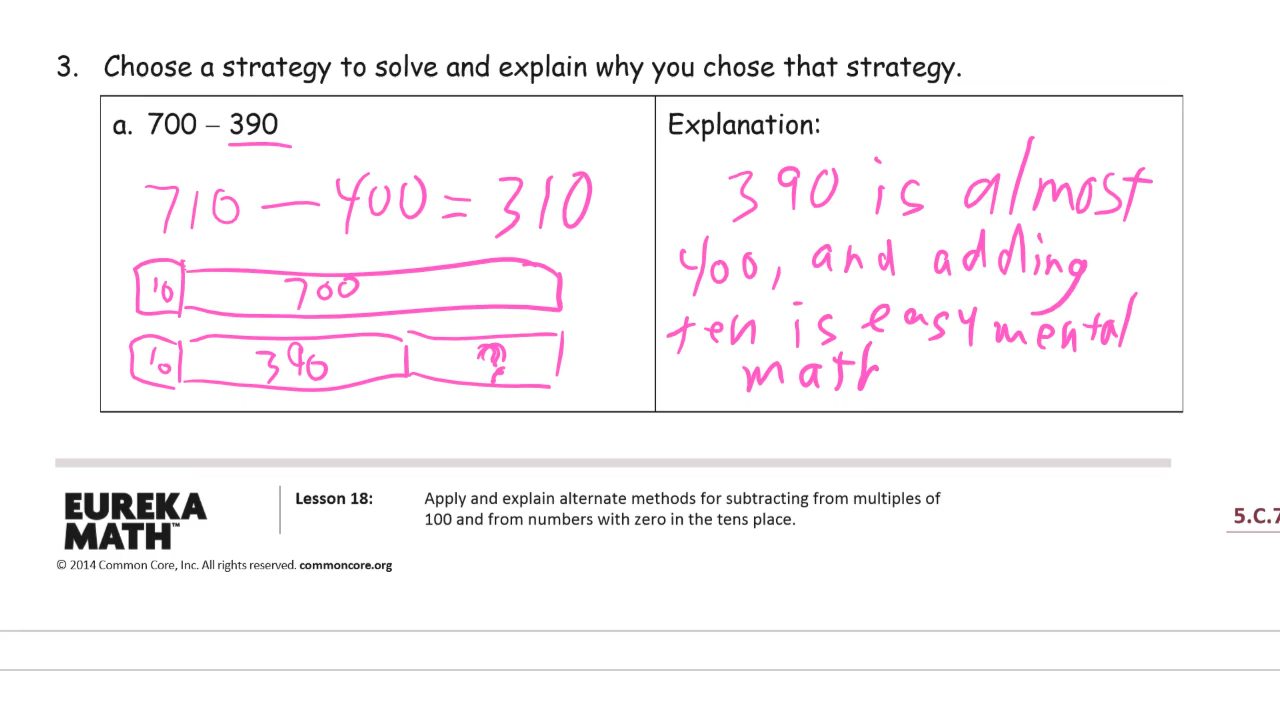 3. Choose a strategy to solve and explain why you chose that strategy.
a. 700 – 390
710 — 400 = 310
10 700
10 390 ?
Explanation:
390 is almost
400, and adding
ten is easy mental
math
EUREKA
MATH™
Lesson 18:
Apply and explain alternate methods for subtracting from multiples of
100 and from numbers with zero in the tens place.
5.C.7
© 2014 Common Core, Inc. All rights reserved. commoncore.org